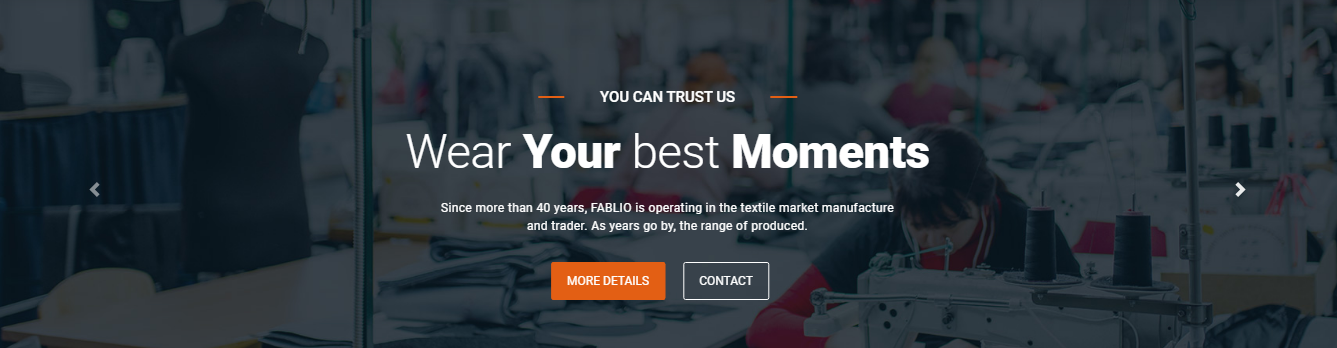 YOU CAN TRUST US
Wear Your best Moments
Since more than 40 years, FABLIO is operating in the textile market manufacture
and trader. As years go by, the range of produced.
MORE DETAILS
CONTACT